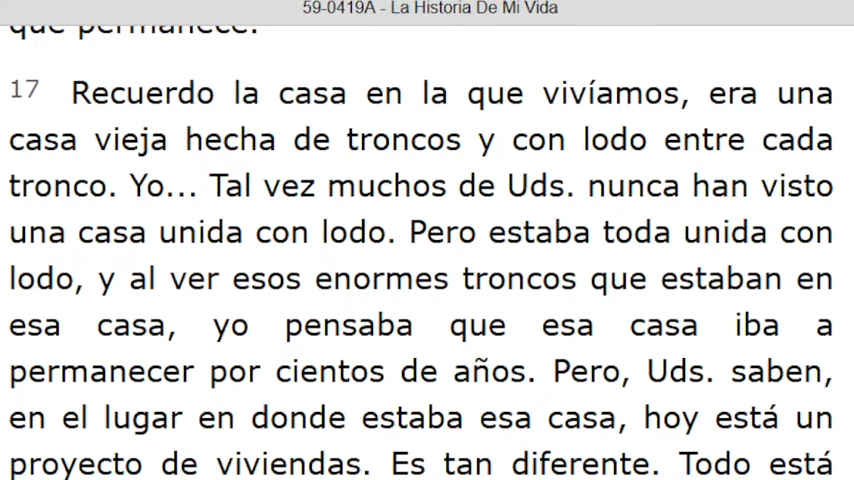 59-0419A - La Historia De Mi Vida
que permanece.
17 Recuerdo la casa en la que vivíamos, era una
casa vieja hecha de troncos y con lodo entre cada
tronco. Yo... Tal vez muchos de Uds. nunca han visto
una casa unida con lodo. Pero estaba toda unida con
lodo, y al ver esos enormes troncos que estaban en
esa casa, yo pensaba que esa casa iba a
permanecer por cientos de años. Pero, Uds. saben,
en el lugar en donde estaba esa casa, hoy está un
proyecto de viviendas. Es tan diferente. Todo está